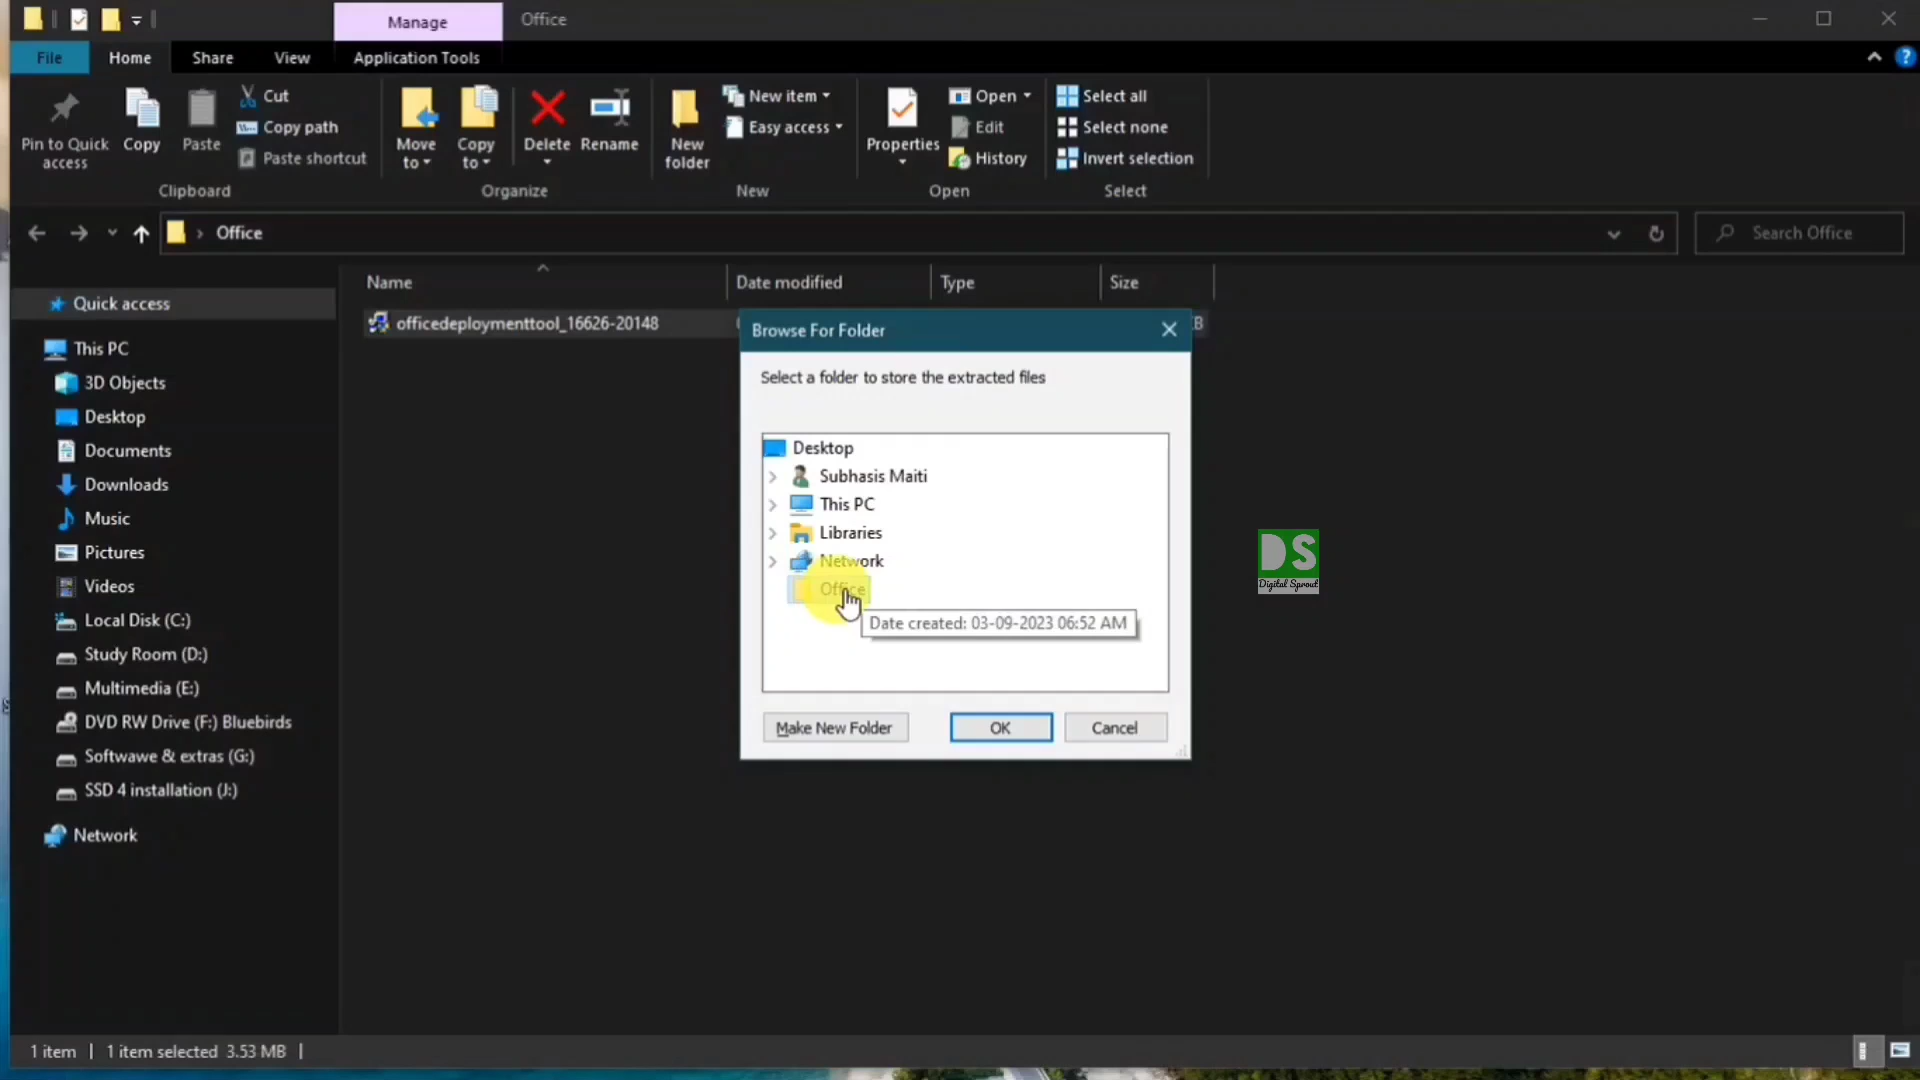 Manage
Office
File
Home
Share
View
Application Tools
Pin to Quick access
Copy
Paste
Cut
Copy path
Paste shortcut
Move to
Copy to
Delete
Rename
New folder
New item
Easy access
Properties
Open
Edit
History
Select all
Select none
Invert selection
Clipboard
Organize
New
Open
Select
Office
Search Office
Name
Date modified
Type
Size
Quick access
officedeploymenttool_16626-20148
This PC
3D Objects
Desktop
Documents
Downloads
Music
Pictures
Videos
Local Disk (C:)
Study Room (D:)
Multimedia (E:)
DVD RW Drive (F:) Bluebirds
Softwawe & extras (G:)
SSD 4 installation (J:)
Network
Browse For Folder
Select a folder to store the extracted files
Desktop
Subhasis Maiti
This PC
Libraries
Network
Office
Date created: 03-09-2023 06:52 AM
Make New Folder
OK
Cancel
DS
Digital Sprout
1 item
1 item selected 3.53 MB